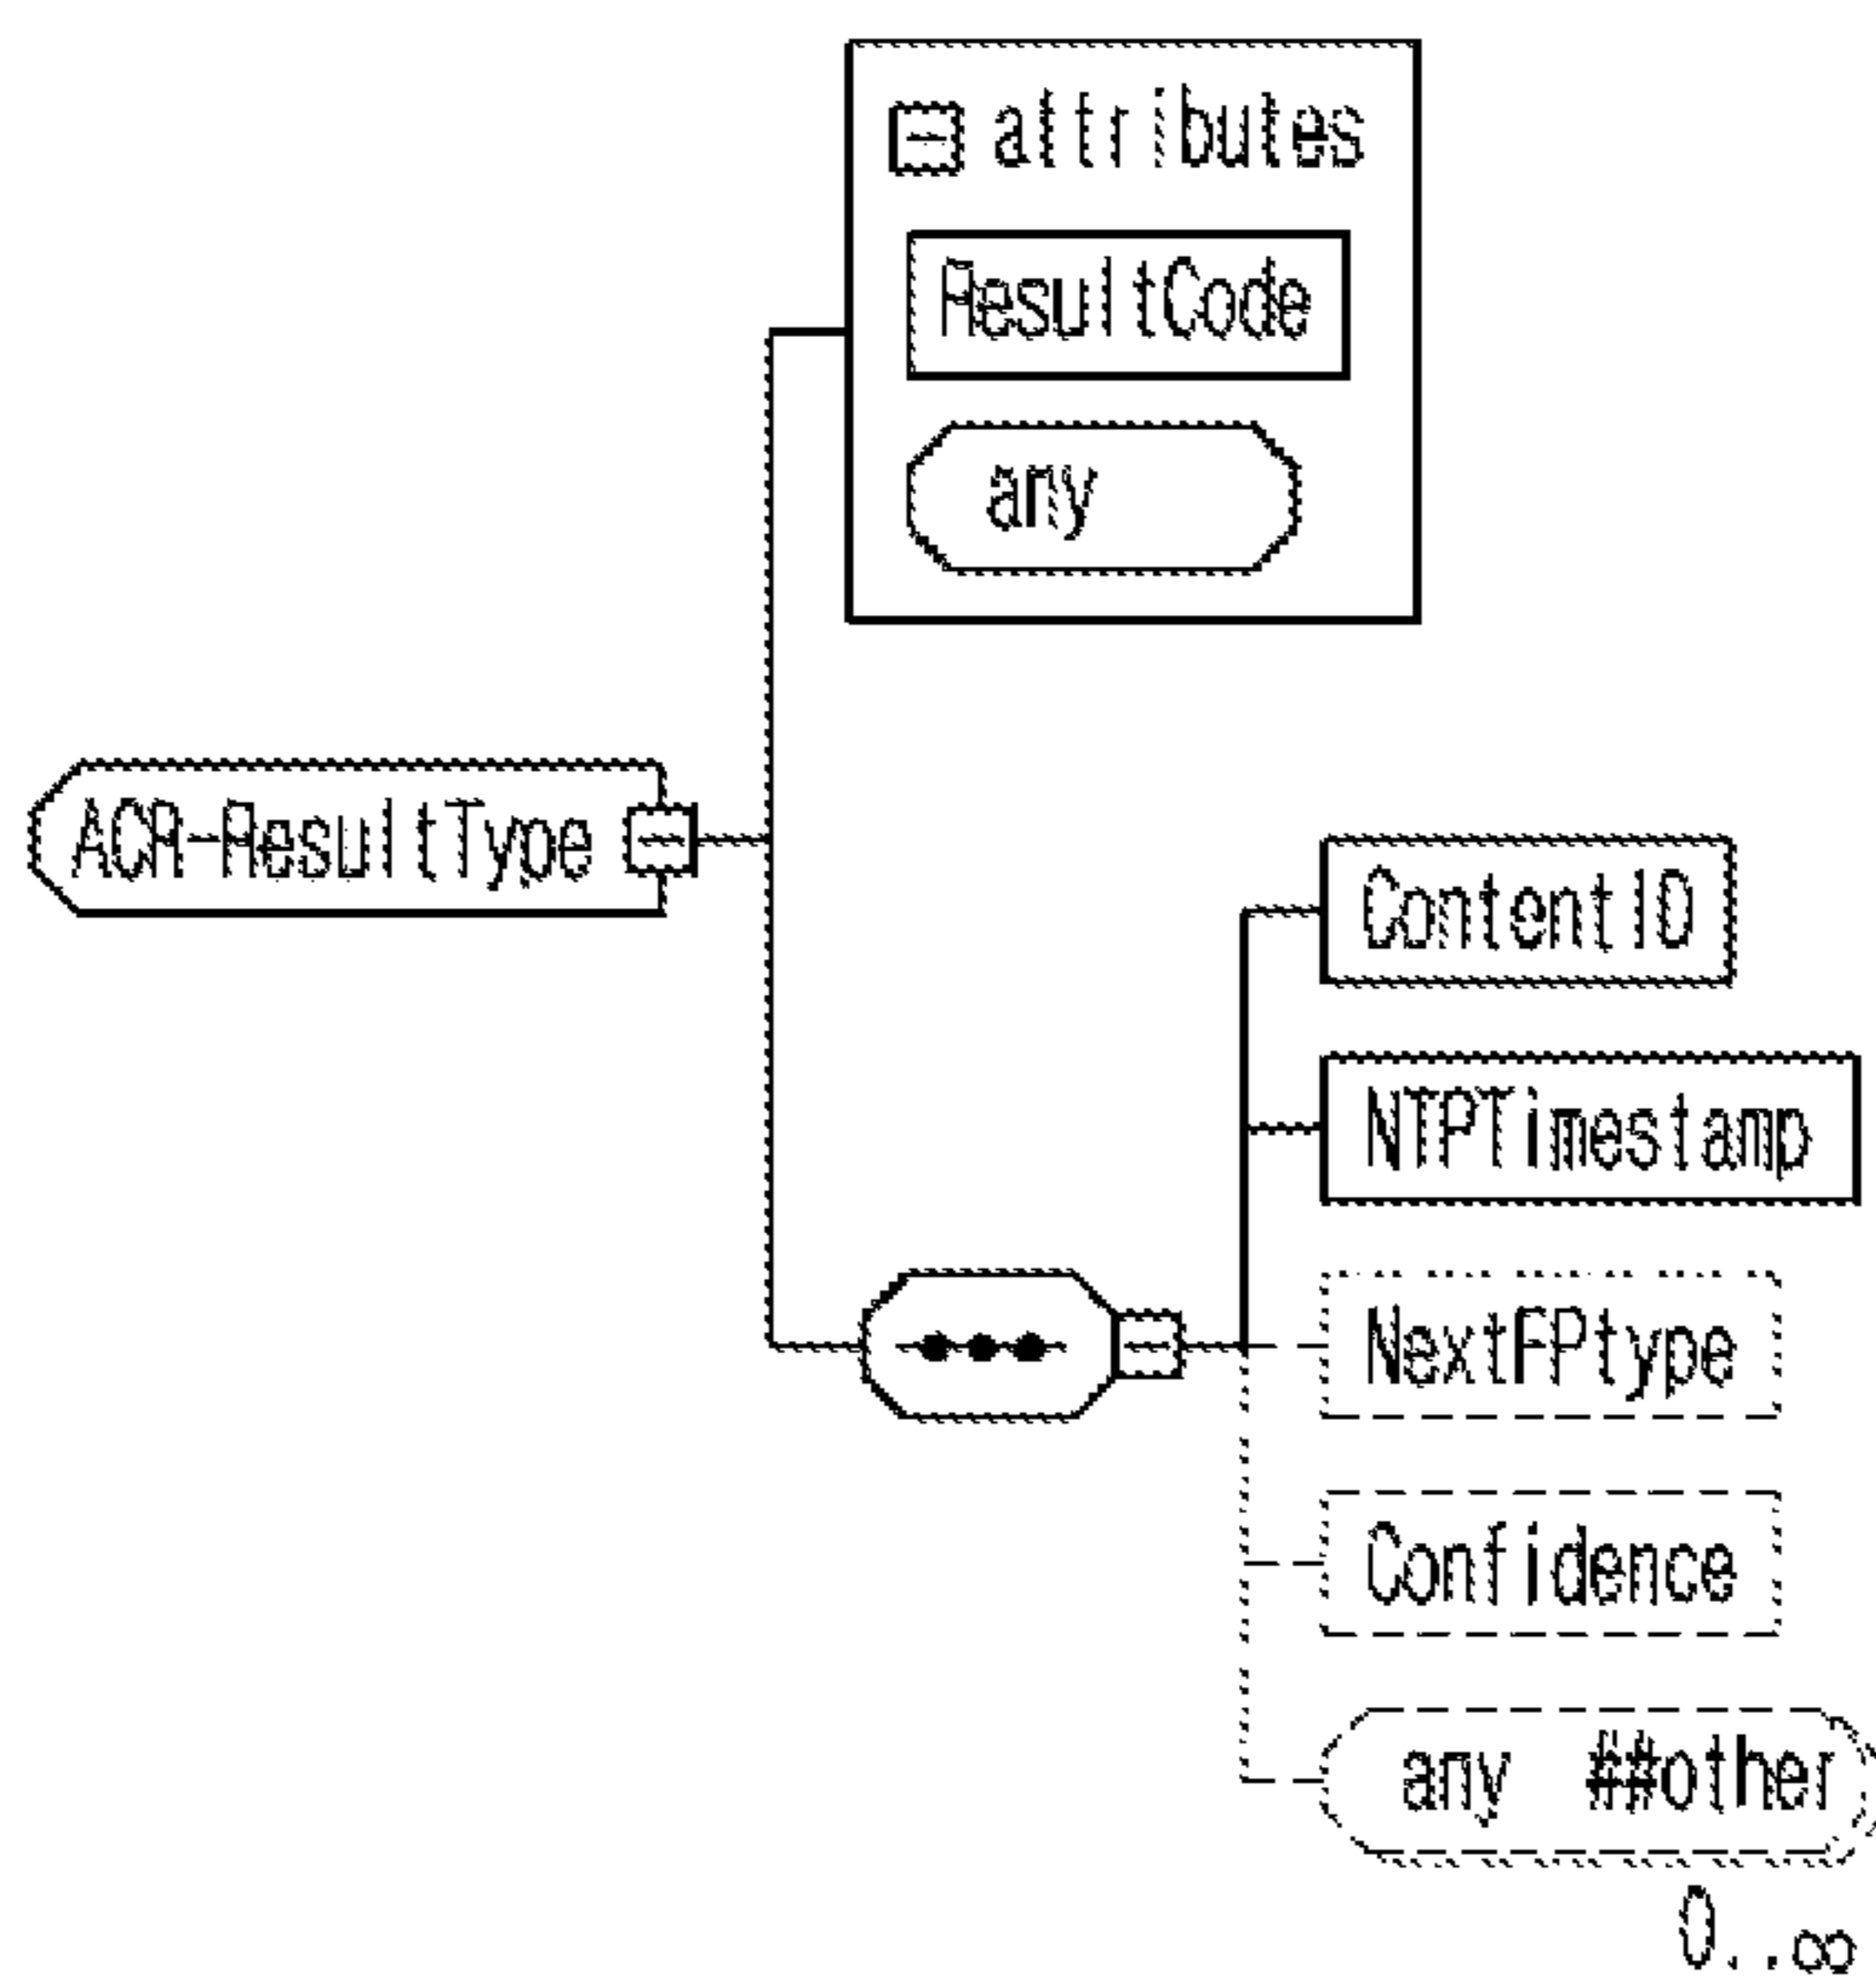 attributes
ResultCode
any
ACR-ResultType
ContentID
NTPTimestamp
NextFPtype
Confidence
any ##other
0..∞